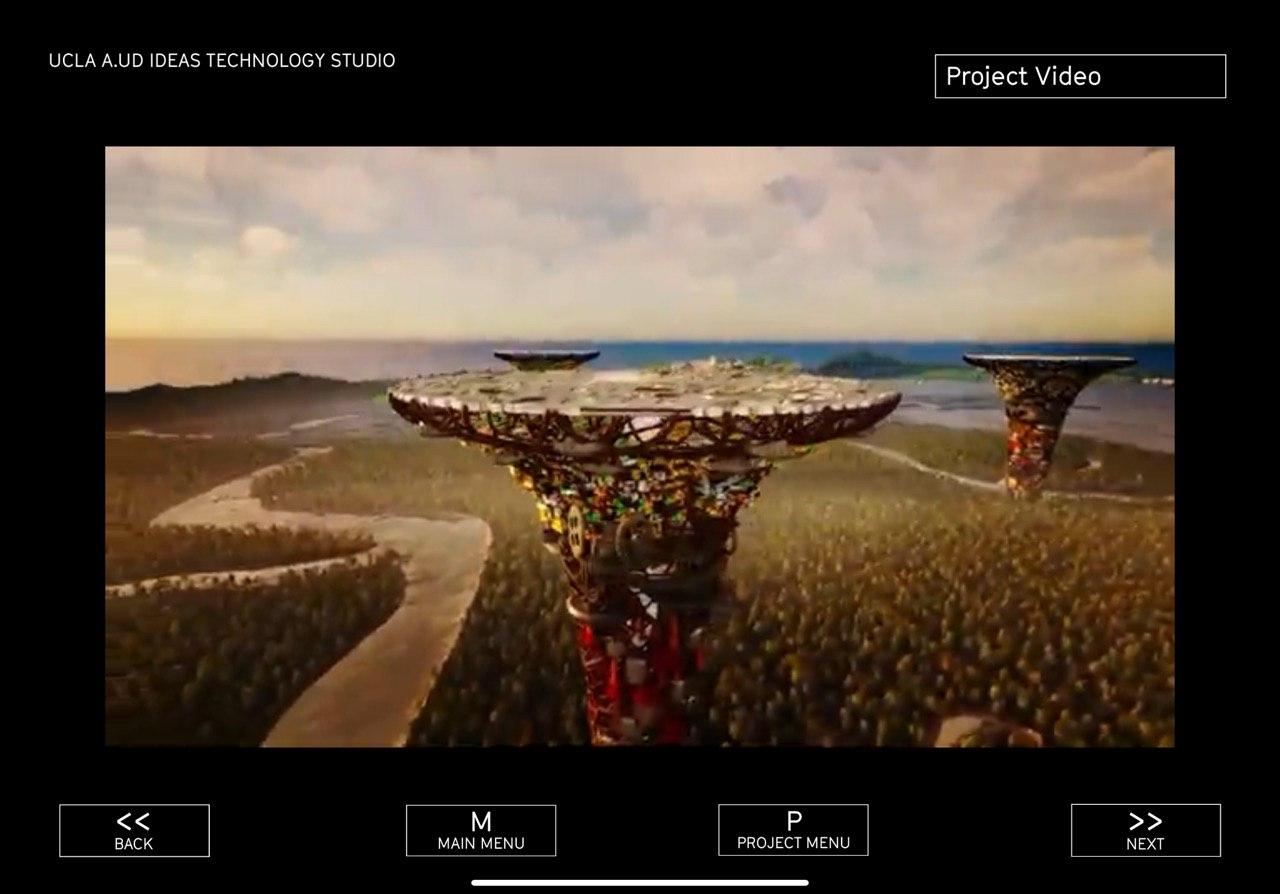 UCLA A.UD IDEAS TECHNOLOGY STUDIO
Project Video
<<
BACK
M
MAIN MENU
P
PROJECT MENU
>>
NEXT